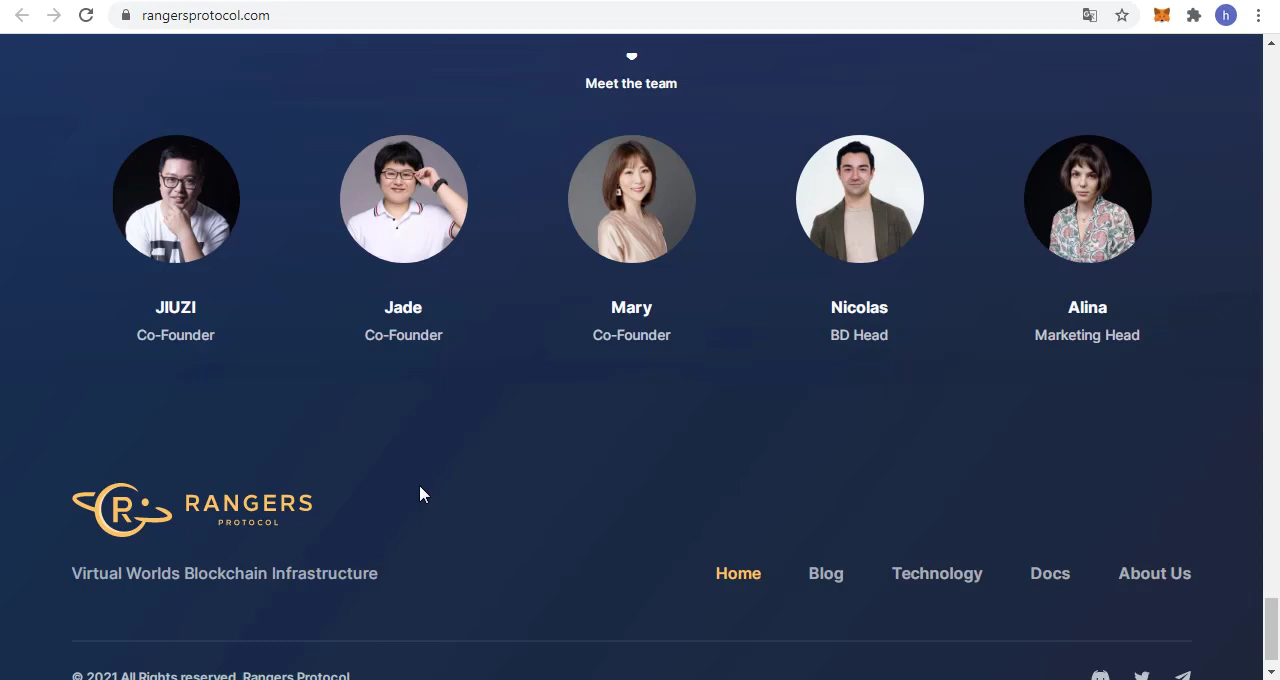 rangersprotocol.com
h
Meet the team
JIUZI
Jade
Mary
Nicolas
Alina
Co-Founder
Co-Founder
Co-Founder
BD Head
Marketing Head
R RANGERS
PROTOCOL
Virtual Worlds Blockchain Infrastructure
Home
Blog
Technology
Docs
About Us
© 2021 All Rights reserved. Rangers Protocol